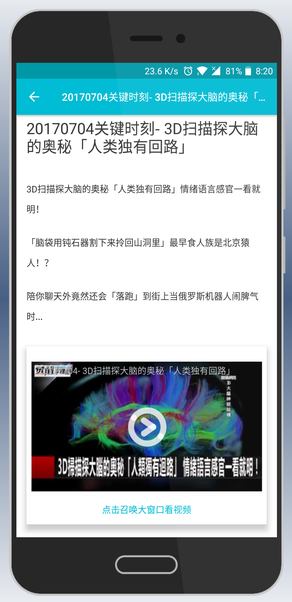 23.6 K/s 81% 8:20
20170704关键时刻- 3D扫描探大脑的奥秘「...
20170704关键时刻- 3D扫描探大脑
的奥秘「人类独有回路」
3D扫描探大脑的奥秘「人类独有回路」情绪语言感官一看就
明！
「脑袋用钝石器割下来拎回山洞里」最早食人族是北京猿
人！？
陪你聊天外竟然还会「落跑」到街上当俄罗斯机器人闹脾气
时...
04- 3D扫描探大脑的奥秘「人类独有回路」
3D掃描探大腦的奧秘「人類獨有迴路」 情緒語言感官一看就明！
点击召唤大窗口看视频